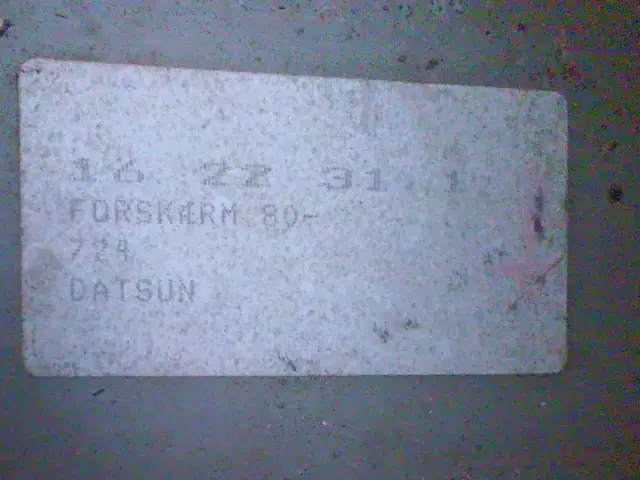 16 22 31 1
FORSKÆRM 80-
724
DATSUN